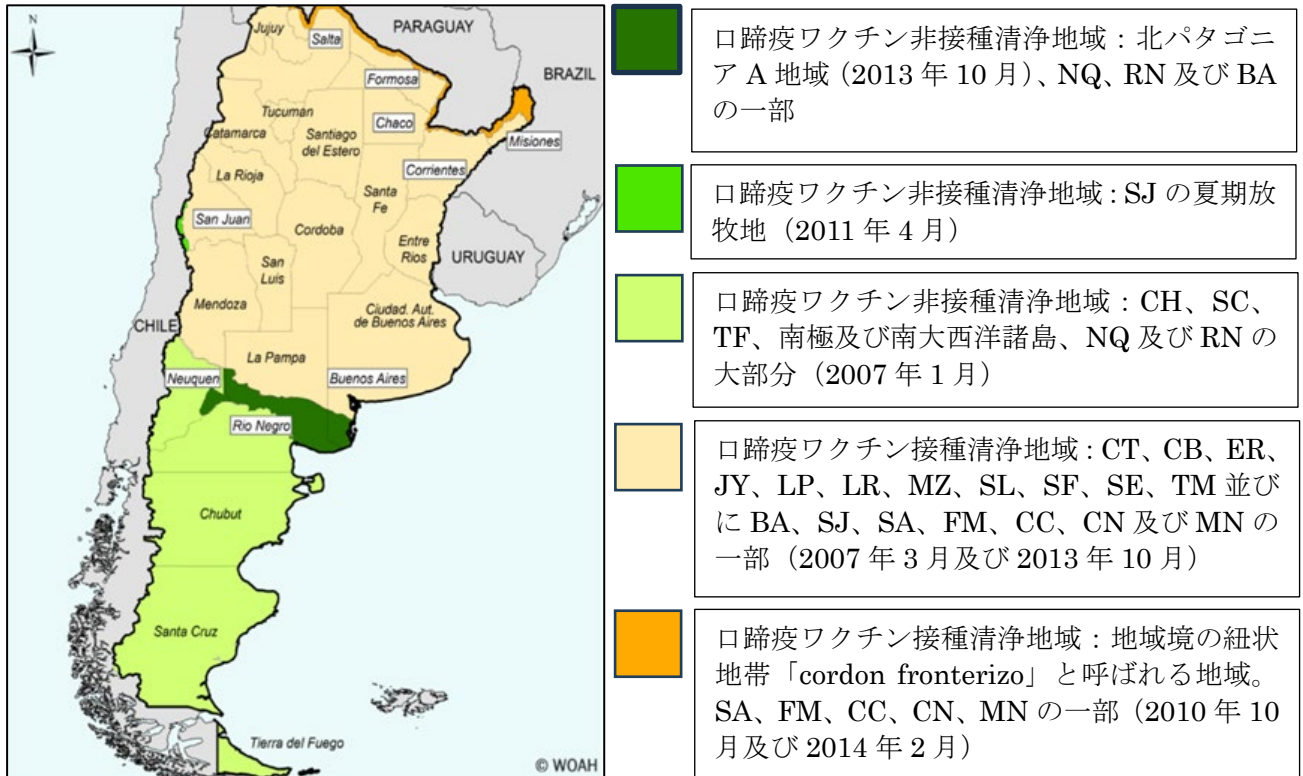 N
PARAGUAY
Jujuy
Salta
BRAZIL
Formosa
Tucuman
Chaco
Catamarca
Santiago
del Estero
Misiones
Corrientes
La Rioja
Santa
Fe
San Juan
Cordoba
Entre
Rios
URUGUAY
San
Luis
Mendoza
Ciudad. Aut.
de Buenos Aires
CHILE
La Pampa
Neuquen
Buenos Aires
Rio Negro
Chubut
Santa Cruz
Tierra del Fuego
© WOAH
口蹄疫ワクチン非接種清浄地域：北パタゴニ
ア A 地域（2013 年 10 月）、NQ、RN 及び BA
の一部
口蹄疫ワクチン非接種清浄地域：SJ の夏期放
牧地（2011 年 4 月）
口蹄疫ワクチン非接種清浄地域：CH、SC、
TF、南極及び南大西洋諸島、NQ 及び RN の
大部分（2007 年 1 月）
口蹄疫ワクチン接種清浄地域：CT、CB、ER、
JY、LP、LR、MZ、SL、SF、SE、TM 並び
に BA、SJ、SA、FM、CC、CN 及び MN の
一部（2007 年 3 月及び 2013 年 10 月）
口蹄疫ワクチン接種清浄地域：地域境の紐状
地帯「cordon fronterizo」と呼ばれる地域。
SA、FM、CC、CN、MN の一部（2010 年 10
月及び 2014 年 2 月）